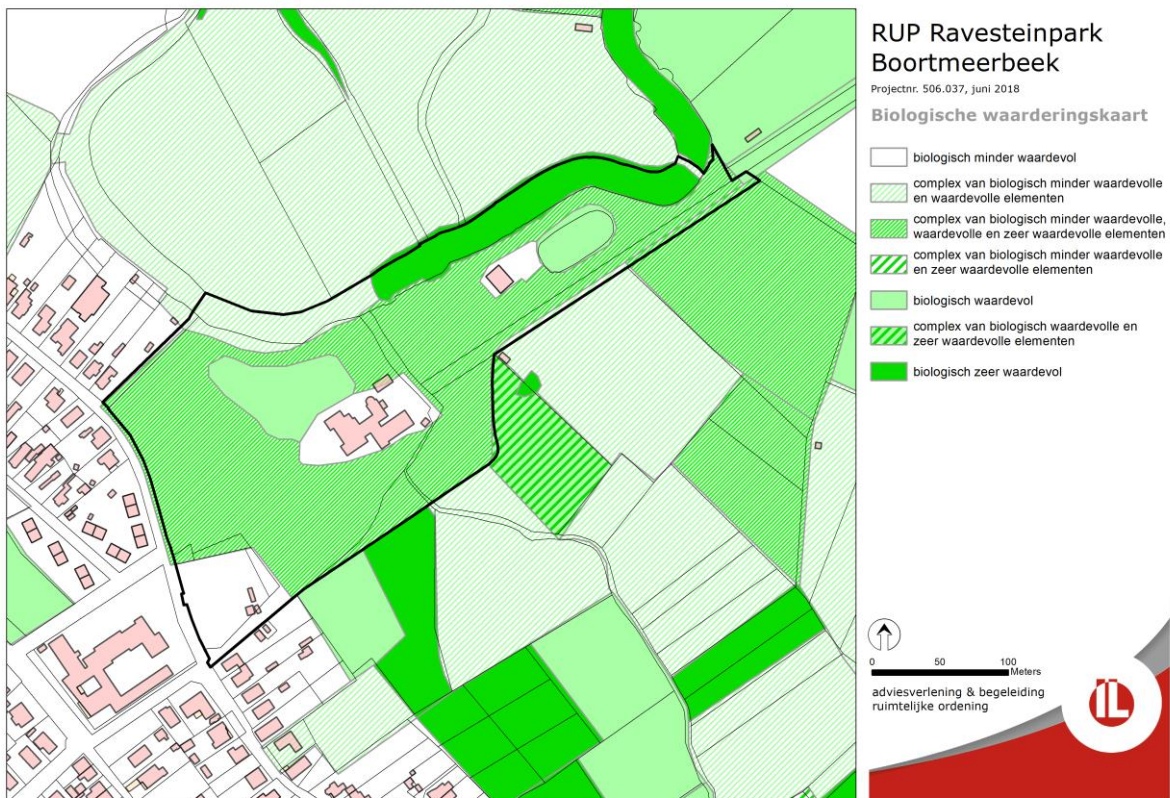 RUP Ravesteinpark
Boortmeerbeek
Projectnr. 506.037, juni 2018
Biologische waarderingskaart
biologisch minder waardevol
complex van biologisch minder waardevolle
en waardevolle elementen
complex van biologisch minder waardevolle,
waardevolle en zeer waardevolle elementen
complex van biologisch minder waardevolle
en zeer waardevolle elementen
biologisch waardevol
complex van biologisch waardevolle en
zeer waardevolle elementen
biologisch zeer waardevol
0 50 100
Meters
adviesverlening & begeleiding
ruimtelijke ordening
IL